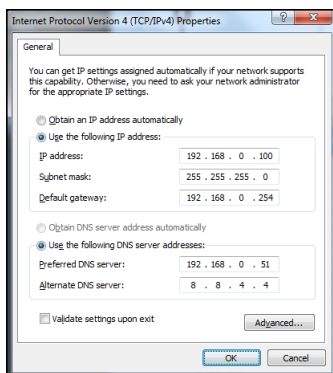 Internet Protocol Version 4 (TCP/IPv4) Properties
General
You can get IP settings assigned automatically if your network supports
this capability. Otherwise, you need to ask your network administrator
for the appropriate IP settings.
Obtain an IP address automatically
Use the following IP address:
IP address: 192 . 168 . 0 . 100
Subnet mask: 255 . 255 . 255 . 0
Default gateway: 192 . 168 . 0 . 254
Obtain DNS server address automatically
Use the following DNS server addresses:
Preferred DNS server: 192 . 168 . 0 . 51
Alternate DNS server: 8 . 8 . 4 . 4
Validate settings upon exit
Advanced...
OK Cancel